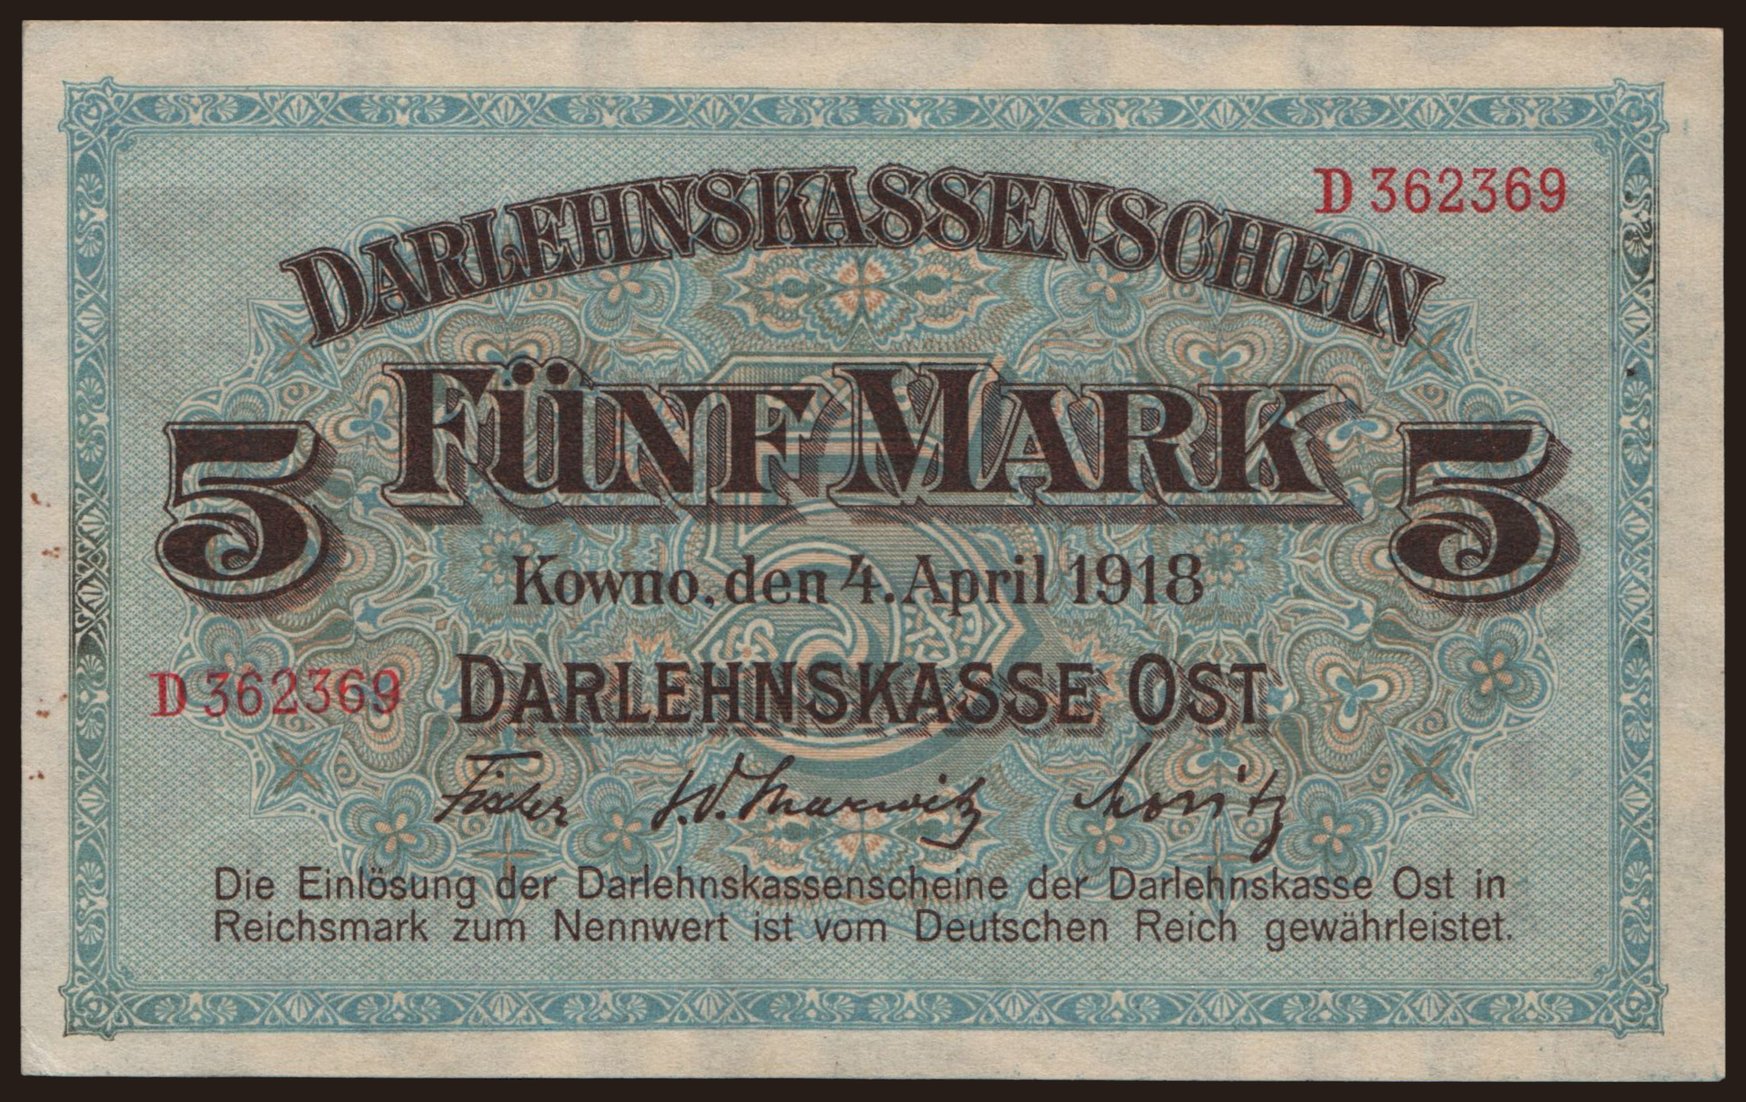 D 362369
DARLEHNSKASSENSCHEIN
FÜNF MARK
5 5
Kowno, den 4. April 1918
D 362369
DARLEHNSKASSE OST
Fischer
Die Einlösung der Darlehnskassenscheine der Darlehnskasse Ost in
Reichsmark zum Nennwert ist vom Deutschen Reich gewährleistet.